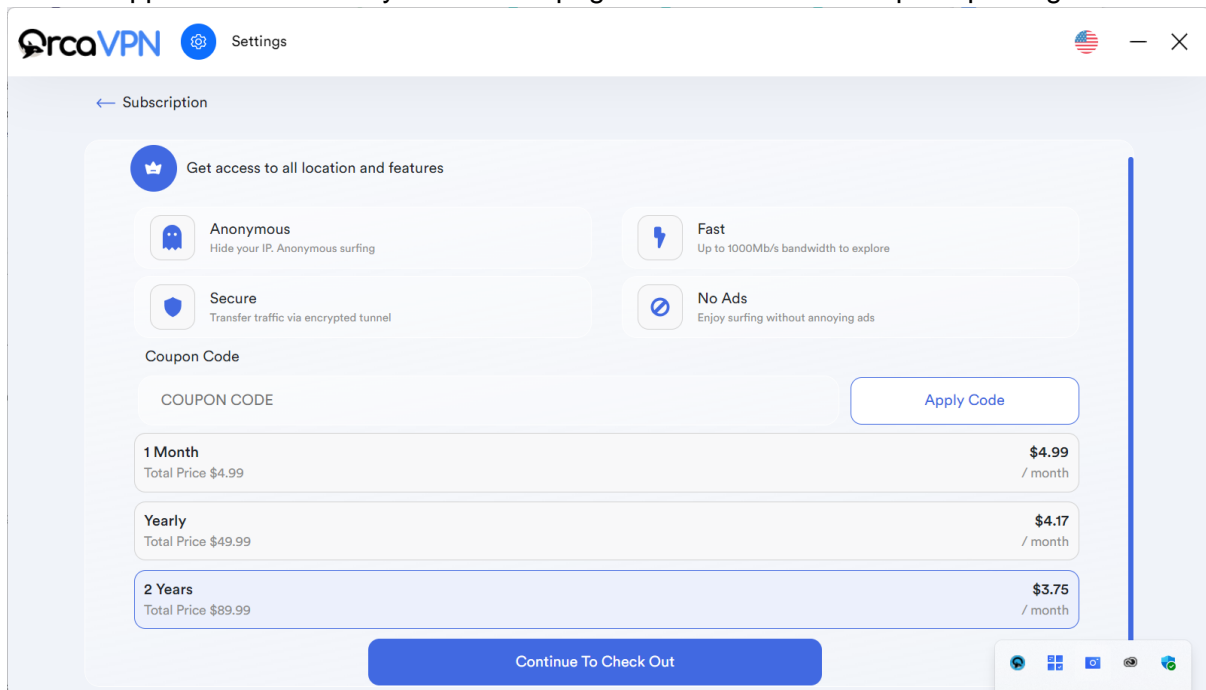 OrcaVPN Settings
Subscription
Get access to all location and features
Anonymous
Hide your IP. Anonymous surfing
Fast
Up to 1000Mb/s bandwidth to explore
Secure
Transfer traffic via encrypted tunnel
No Ads
Enjoy surfing without annoying ads
Coupon Code
COUPON CODE
Apply Code
1 Month $4.99
Total Price $4.99 / month
Yearly $4.17
Total Price $49.99 / month
2 Years $3.75
Total Price $89.99 / month
Continue To Check Out